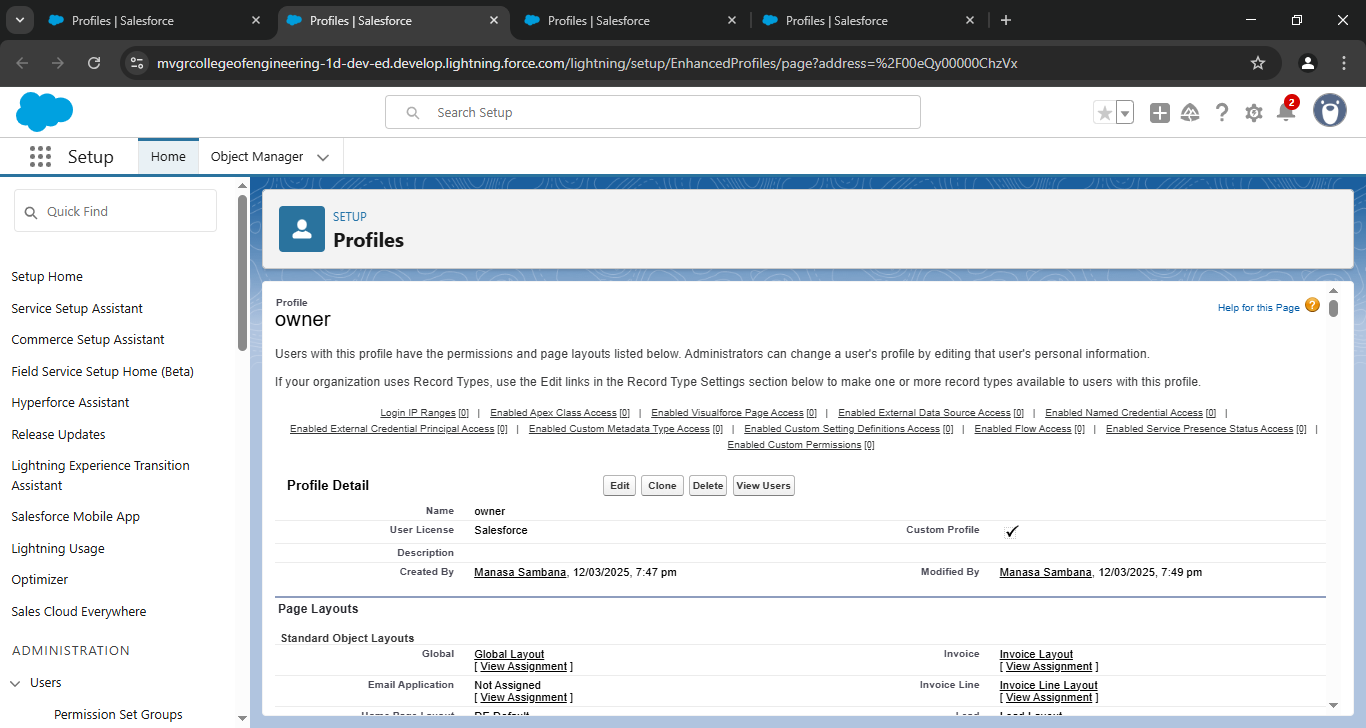 Profiles | Salesforce
Profiles | Salesforce
Profiles | Salesforce
Profiles | Salesforce
mvgrcollegeofengineering-1d-dev-ed.develop.lightning.force.com/lightning/setup/EnhancedProfiles/page?address=%2F00eQy00000ChzVx
Search Setup
2
Setup
Home
Object Manager
Quick Find
Setup Home
Service Setup Assistant
Commerce Setup Assistant
Field Service Setup Home (Beta)
Hyperforce Assistant
Release Updates
Lightning Experience Transition
Assistant
Salesforce Mobile App
Lightning Usage
Optimizer
Sales Cloud Everywhere
ADMINISTRATION
Users
Permission Set Groups
SETUP
Profiles
Profile
owner
Help for this Page ?
Users with this profile have the permissions and page layouts listed below. Administrators can change a user's profile by editing that user's personal information.
If your organization uses Record Types, use the Edit links in the Record Type Settings section below to make one or more record types available to users with this profile.
Login IP Ranges [0] | Enabled Apex Class Access [0] | Enabled Visualforce Page Access [0] | Enabled External Data Source Access [0] | Enabled Named Credential Access [0] |
Enabled External Credential Principal Access [0] | Enabled Custom Metadata Type Access [0] | Enabled Custom Setting Definitions Access [0] | Enabled Flow Access [0] | Enabled Service Presence Status Access [0] |
Enabled Custom Permissions [0]
Profile Detail Edit Clone Delete View Users
Name owner
User License Salesforce Custom Profile
Description
Created By Manasa Sambana, 12/03/2025, 7:47 pm Modified By Manasa Sambana, 12/03/2025, 7:49 pm
Page Layouts
Standard Object Layouts
Global Global Layout Invoice Invoice Layout
[ View Assignment ] [ View Assignment ]
Email Application Not Assigned Invoice Line Invoice Line Layout
[ View Assignment ] [ View Assignment ]
Home Page Layout DE Default Lead Lead Layout